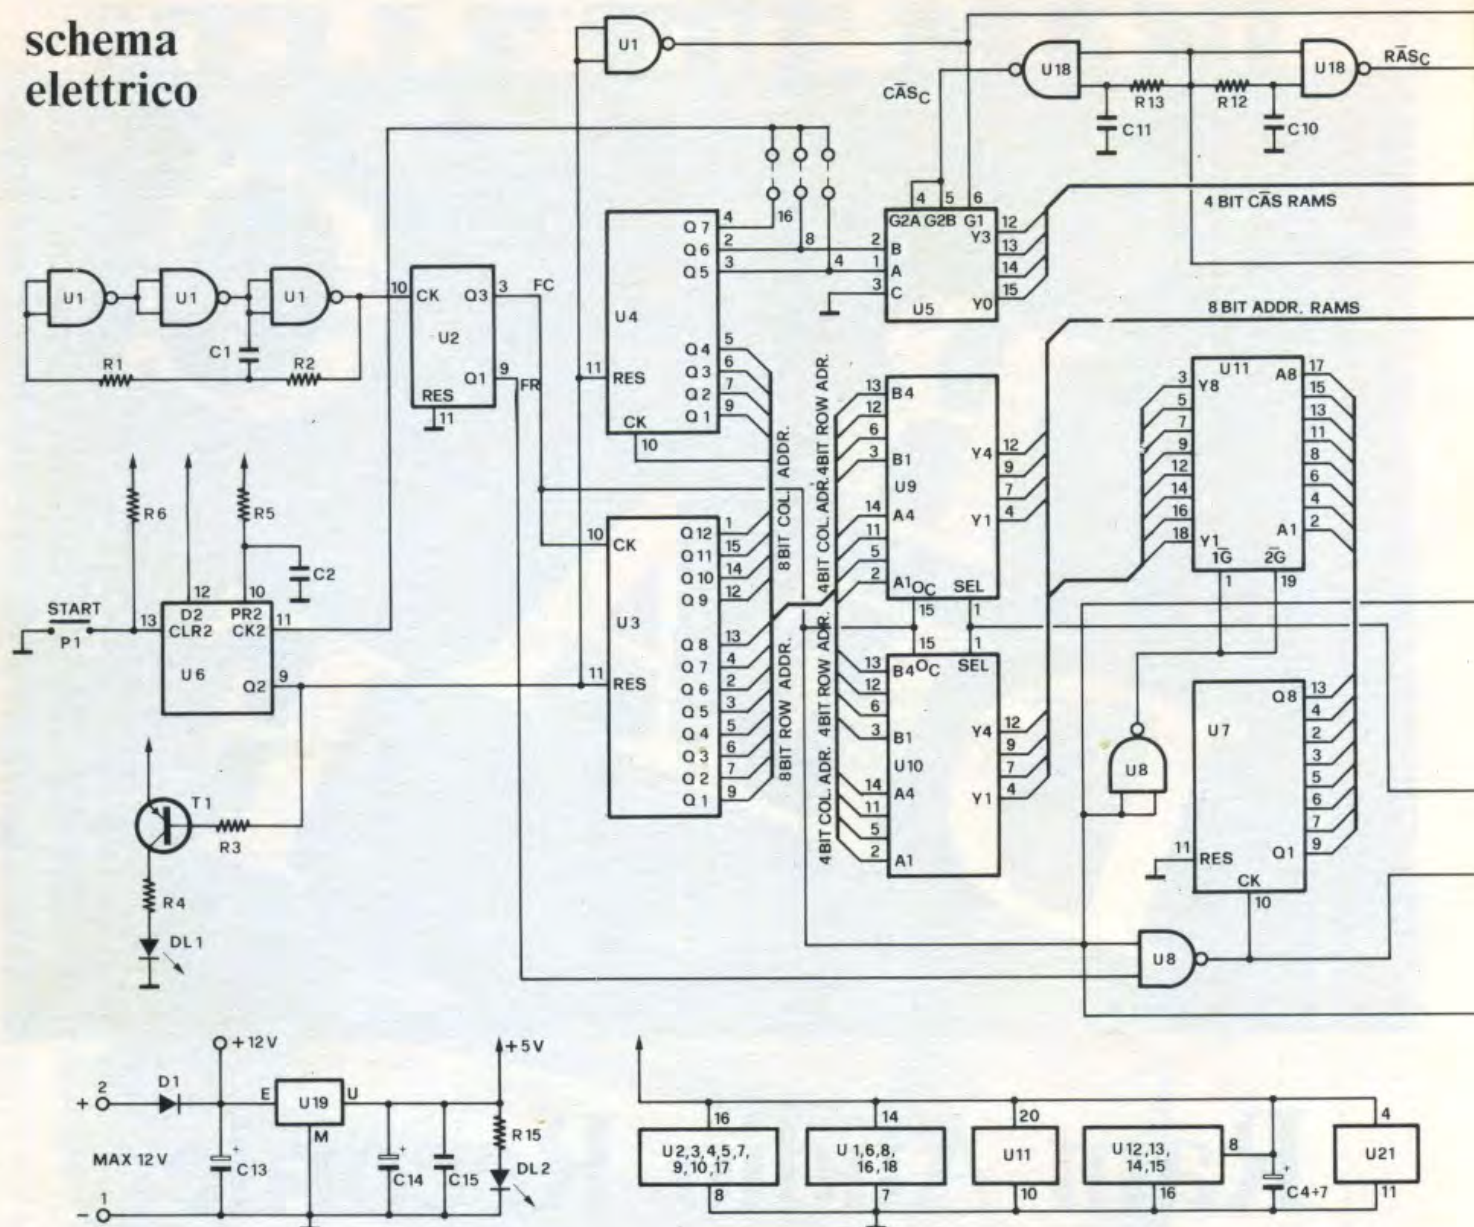 schema
elettrico
U1
U18
U18
R̅A̅S̅C
C̅A̅S̅C
R13
R12
C11
C10
4 5 6
G2A G2B G1
4 BIT C̅A̅S̅ RAMS
Q7 4 16
Q6 2 8
Q5 3 4
2 B
1 A
3 C
Y3 12
13
14
Y0 15
U5
U1
U1
U1
C1
R1
R2
10 CK
Q3 3 FC
U2
Q1 9 FR
RES
11
U4
Q4 5
Q3 6
Q2 7
Q1 9
11 RES
CK
10
8BIT COL. ADDR.
4BIT COL. ADR. 4BIT ROW ADR.
8 BIT ADDR. RAMS
13 B4
12
6
3 B1
U9
14 A4
11
5
2 A1
Y4 12
9
7
Y1 4
OC SEL
15 1
U11
3 Y8
5
7
9
12
14
16
18 Y1
A8 17
15
13
11
8
6
4
A1 2
1G̅ 2G̅
1 19
R6
R5
C2
START
P1
12 10
D2 PR2
13 CLR2
CK2 11
U6
Q2 9
10 CK
Q12 1
Q11 15
Q10 14
Q9 12
U3
Q8 13
Q7 4
Q6 2
Q5 3
Q4 5
Q3 6
Q2 7
Q1 9
11 RES
8BIT ROW ADDR.
4BIT COL. ADR. 4BIT ROW ADR.
15 1
OC SEL
13 B4
12
6
3 B1
U10
14 A4
11
5
2 A1
Y4 12
9
7
Y1 4
U8
U7
Q8 13
4
2
3
5
6
7
Q1 9
11 RES
CK
10
U8
T1
R3
R4
DL1
+12V
+5V
2
+
D1
E U19 U
M
MAX 12V
C13
+
C14
+
C15
R15
DL2
1
-
16
U2,3,4,5,7,
9,10,17
8
14
U1,6,8,
16,18
7
20
U11
10
U12,13,
14,15
8
16
+
C4÷7
4
U21
11